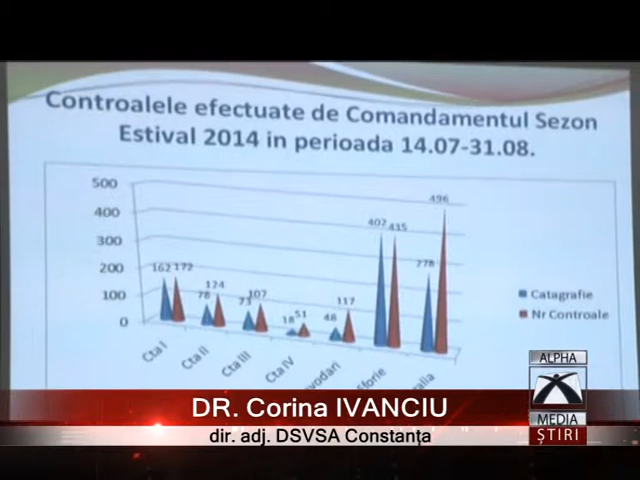 Controalele efectuate de Comandamentul Sezon
Estival 2014 in perioada 14.07-31.08.
500
400
300
200
100
0
162 172
78 124
73 107
18 51
48 117
402 435
278 496
Cta I
Cta II
Cta III
Cta IV
Catagrafie
Nr Controale
DR. Corina IVANCIU
dir. adj. DSVSA Constanța
ALPHA
MEDIA
ȘTIRI